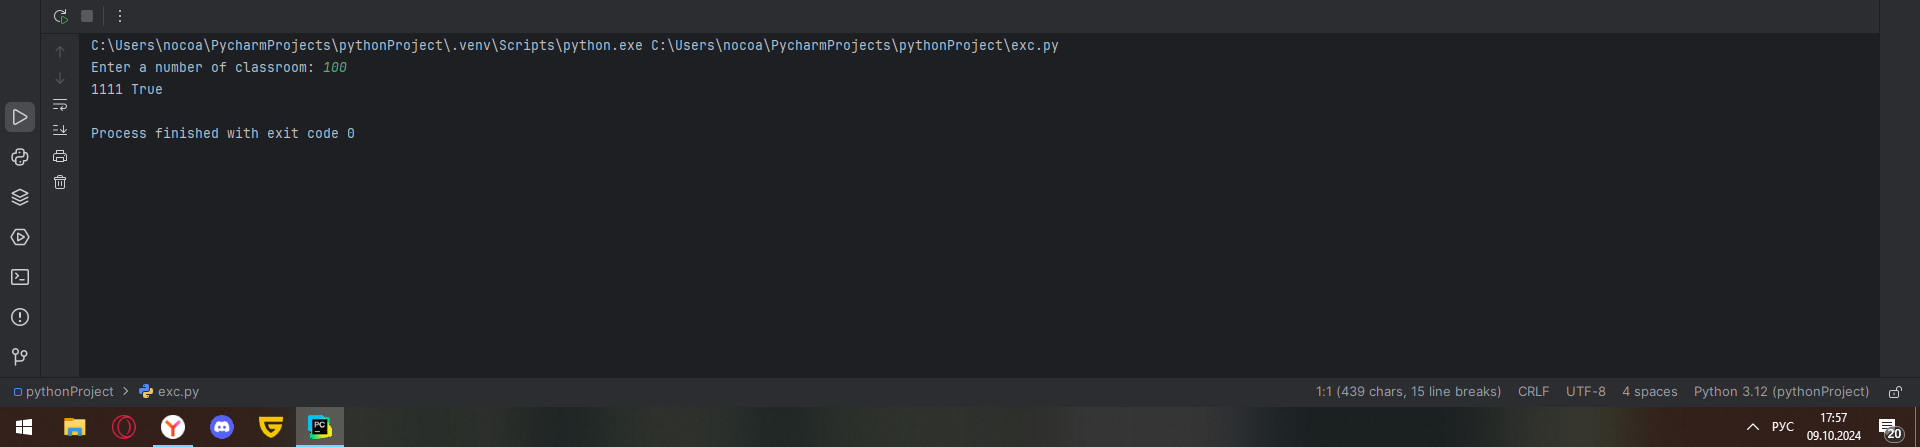 C:\Users\nocoa\PycharmProjects\pythonProject\.venv\Scripts\python.exe C:\Users\nocoa\PycharmProjects\pythonProject\exc.py
Enter a number of classroom: 100
1111 True
Process finished with exit code 0
pythonProject > exc.py 1:1 (439 chars, 15 line breaks) CRLF UTF-8 4 spaces Python 3.12 (pythonProject)
PC
РУС
17:57
09.10.2024
20